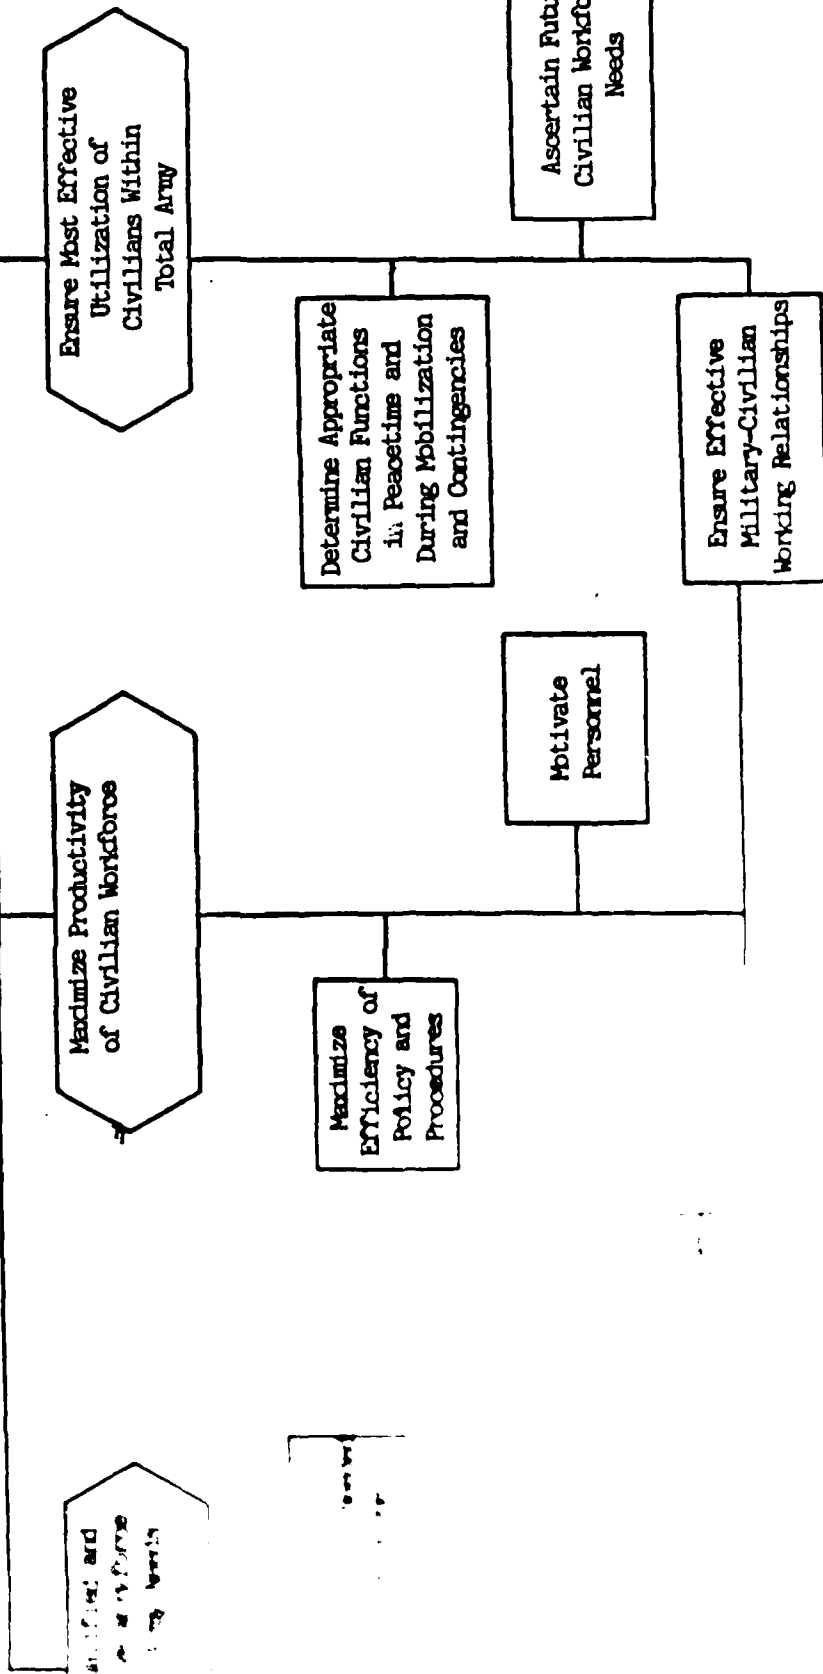 Ensure Most Effective
Utilization of
Civilians Within
Total Army
Ascertain
Civilian
Needs
Determine Appropriate
Civilian Functions
in Peacetime and
During Mobilization
and Contingencies
Ensure Effective
Military-Civilian
Working Relationships
Maximize Productivity
of Civilian Workforce
Motivate
Personnel
Maximize
Efficiency of
Policy and
Procedures
and